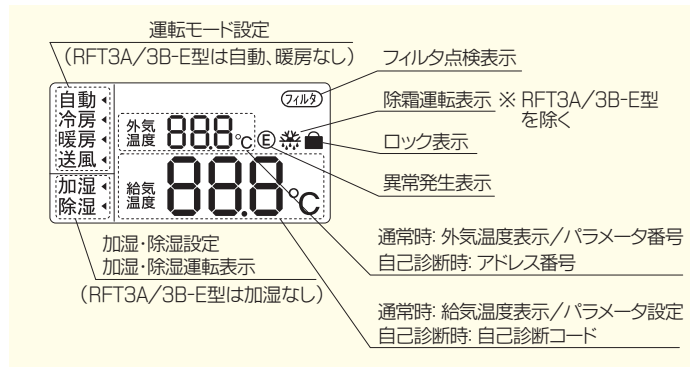 運転モード設定
(RFT3A/3B-E型は自動、暖房なし)
フィルタ点検表示
除霜運転表示 ※ RFT3A/3B-E型
を除く
ロック表示
異常発生表示
自動
冷房
暖房
送風
加湿
除湿
フィルタ
外気
温度
888℃
Ⓔ
給気
温度
88.8℃
加湿・除湿設定
加湿・除湿運転表示
(RFT3A/3B-E型は加湿なし)
通常時: 外気温度表示/パラメータ番号
自己診断時: アドレス番号
通常時: 給気温度表示/パラメータ設定
自己診断時: 自己診断コード